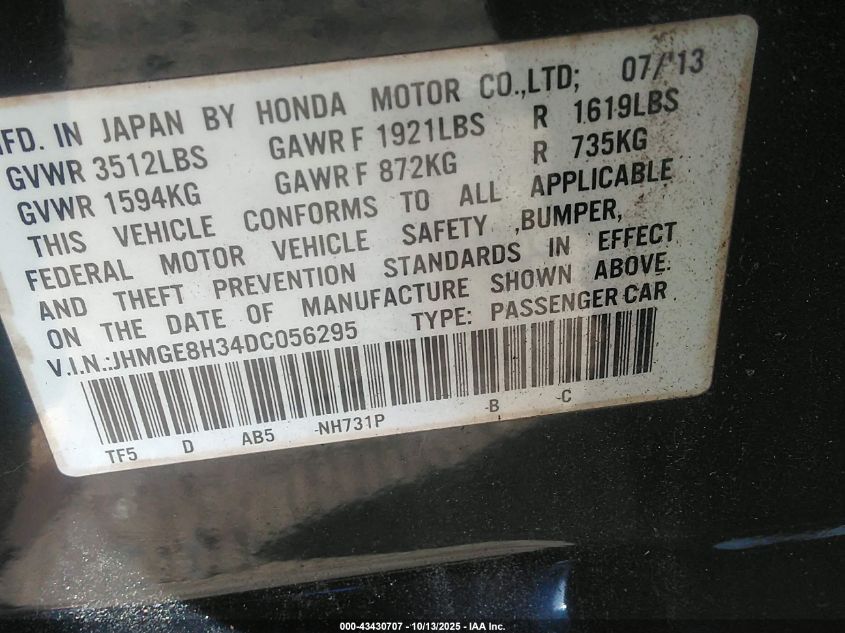 MFD. IN JAPAN BY HONDA MOTOR CO.,LTD; 07/'13
GVWR 3512LBS GAWR F 1921LBS R 1619LBS
GVWR 1594KG GAWR F 872KG R 735KG
THIS VEHICLE CONFORMS TO ALL APPLICABLE
FEDERAL MOTOR VEHICLE SAFETY ,BUMPER,
AND THEFT PREVENTION STANDARDS IN EFFECT
ON THE DATE OF MANUFACTURE SHOWN ABOVE.
V.I.N.:JHMGE8H34DC056295 TYPE: PASSENGER CAR
TF5 D AB5 -NH731P -B -C
000-43430707 - 10/13/2025 - IAA Inc.